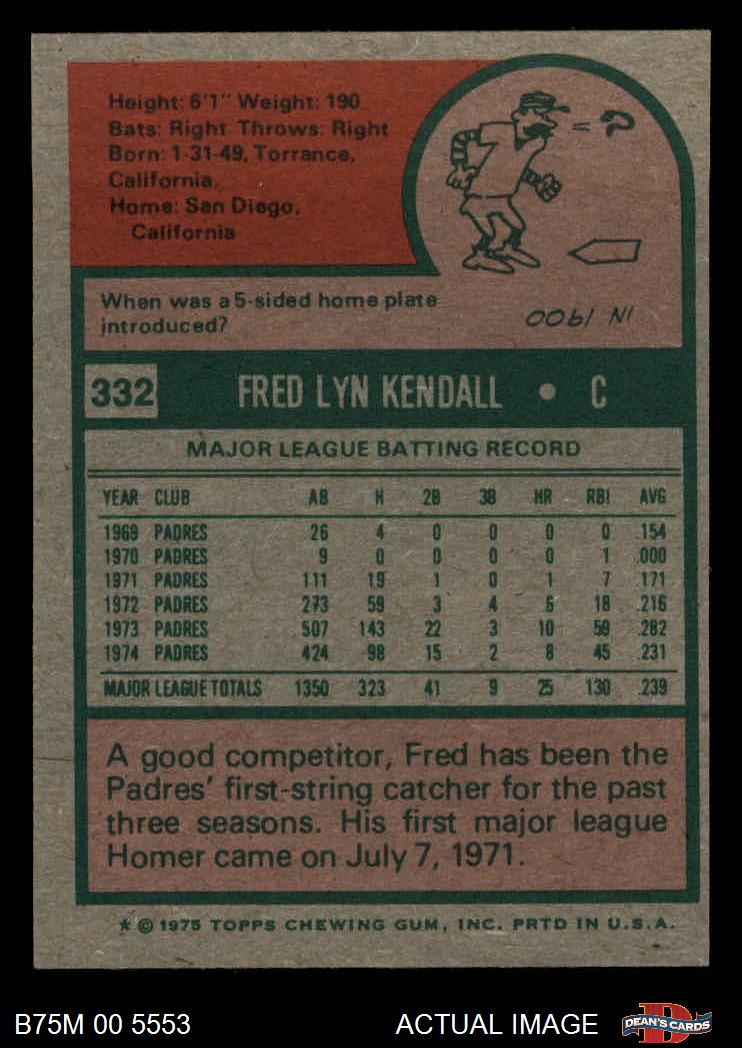 Height: 6'1" Weight: 190
Bats: Right Throws: Right
Born: 1-31-49, Torrance,
California.
Home: San Diego,
California
When was a 5-sided home plate
introduced?
IN 1900
332 FRED LYN KENDALL • C
MAJOR LEAGUE BATTING RECORD
YEAR CLUB AB H 2B 3B HR RBI AVG
1969 PADRES 26 4 0 0 0 0 .154
1970 PADRES 9 0 0 0 0 1 .000
1971 PADRES 111 19 1 0 1 7 .171
1972 PADRES 273 59 3 4 6 18 .216
1973 PADRES 507 143 22 3 10 59 .282
1974 PADRES 424 98 15 2 8 45 .231
MAJOR LEAGUE TOTALS 1350 323 41 9 25 130 .239
A good competitor, Fred has been the
Padres' first-string catcher for the past
three seasons. His first major league
Homer came on July 7, 1971.
* © 1975 TOPPS CHEWING GUM, INC. PRTD IN U.S.A.
B75M 00 5553 ACTUAL IMAGE D DEAN'S CARDS